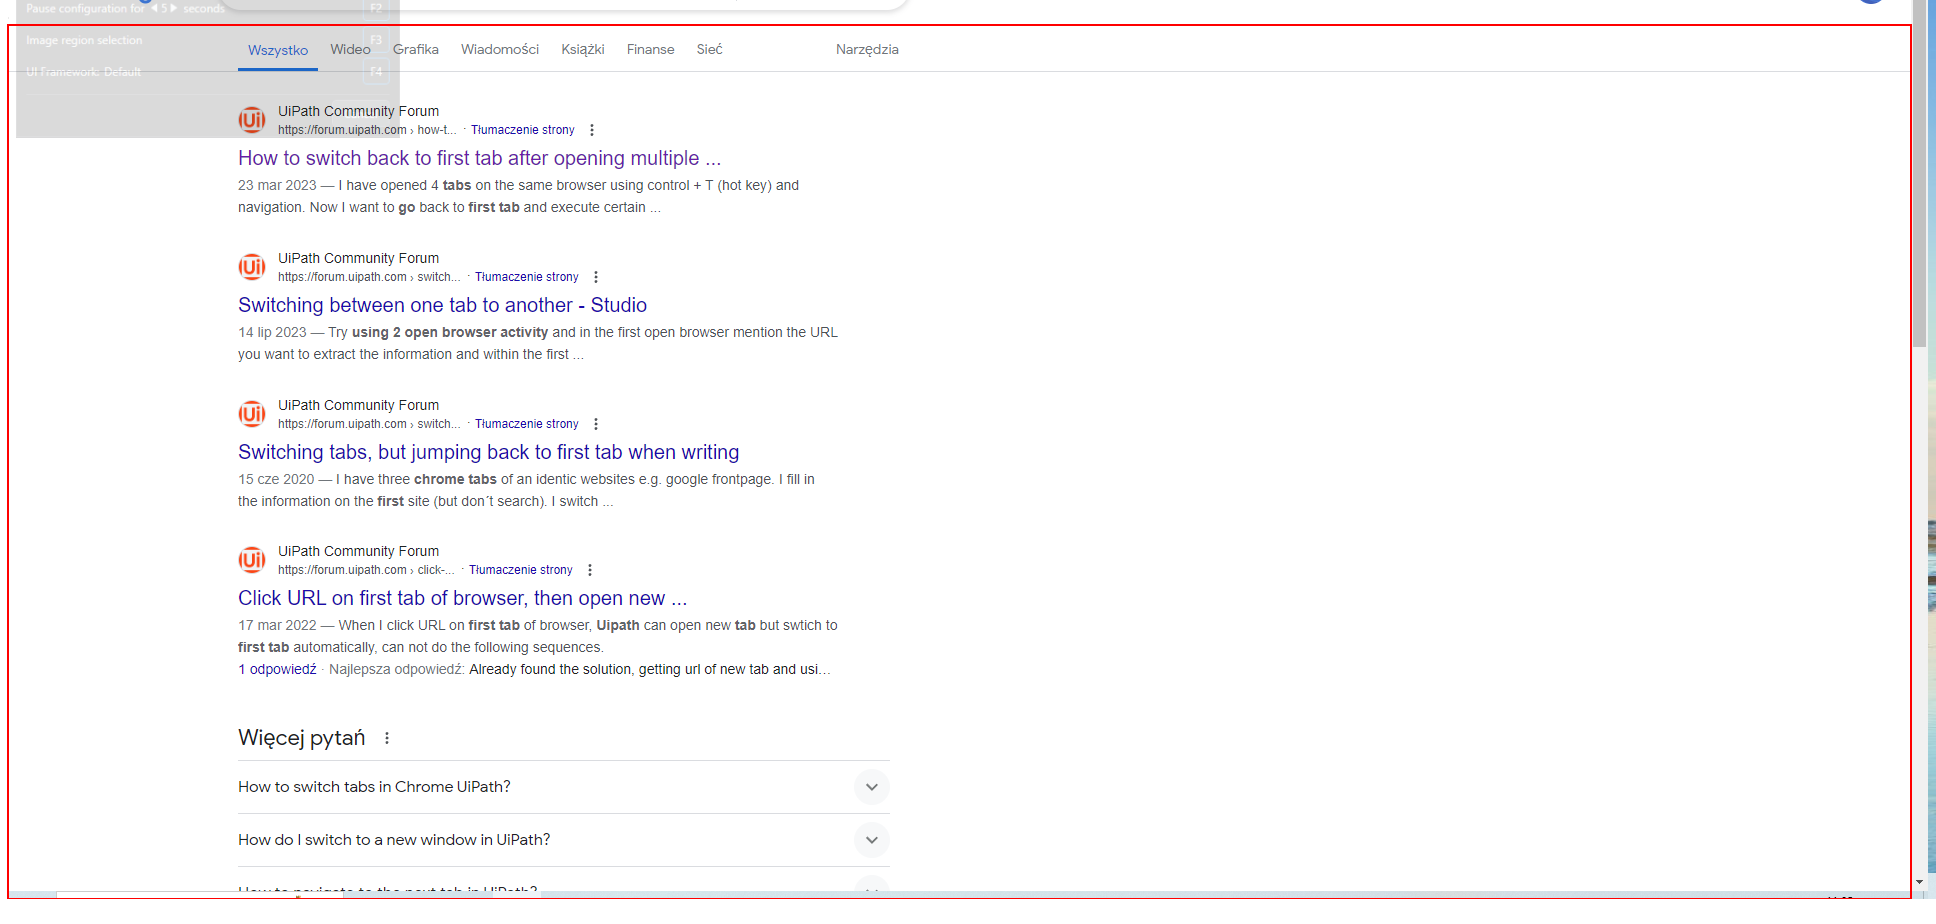 Pause configuration for 5 seconds F2
Image region selection F3
UI Framework: Default F4
Wszystko Wideo Grafika Wiadomości Książki Finanse Sieć Narzędzia
UiPath Community Forum
https://forum.uipath.com › how-t... · Tłumaczenie strony
How to switch back to first tab after opening multiple ...
23 mar 2023 — I have opened 4 tabs on the same browser using control + T (hot key) and
navigation. Now I want to go back to first tab and execute certain ...
UiPath Community Forum
https://forum.uipath.com › switch... · Tłumaczenie strony
Switching between one tab to another - Studio
14 lip 2023 — Try using 2 open browser activity and in the first open browser mention the URL
you want to extract the information and within the first ...
UiPath Community Forum
https://forum.uipath.com › switch... · Tłumaczenie strony
Switching tabs, but jumping back to first tab when writing
15 cze 2020 — I have three chrome tabs of an identic websites e.g. google frontpage. I fill in
the information on the first site (but don´t search). I switch ...
UiPath Community Forum
https://forum.uipath.com › click-... · Tłumaczenie strony
Click URL on first tab of browser, then open new ...
17 mar 2022 — When I click URL on first tab of browser, Uipath can open new tab but swtich to
first tab automatically, can not do the following sequences.
1 odpowiedź · Najlepsza odpowiedź: Already found the solution, getting url of new tab and usi...
Więcej pytań
How to switch tabs in Chrome UiPath?
How do I switch to a new window in UiPath?
How to navigate to the next tab in UiPath?